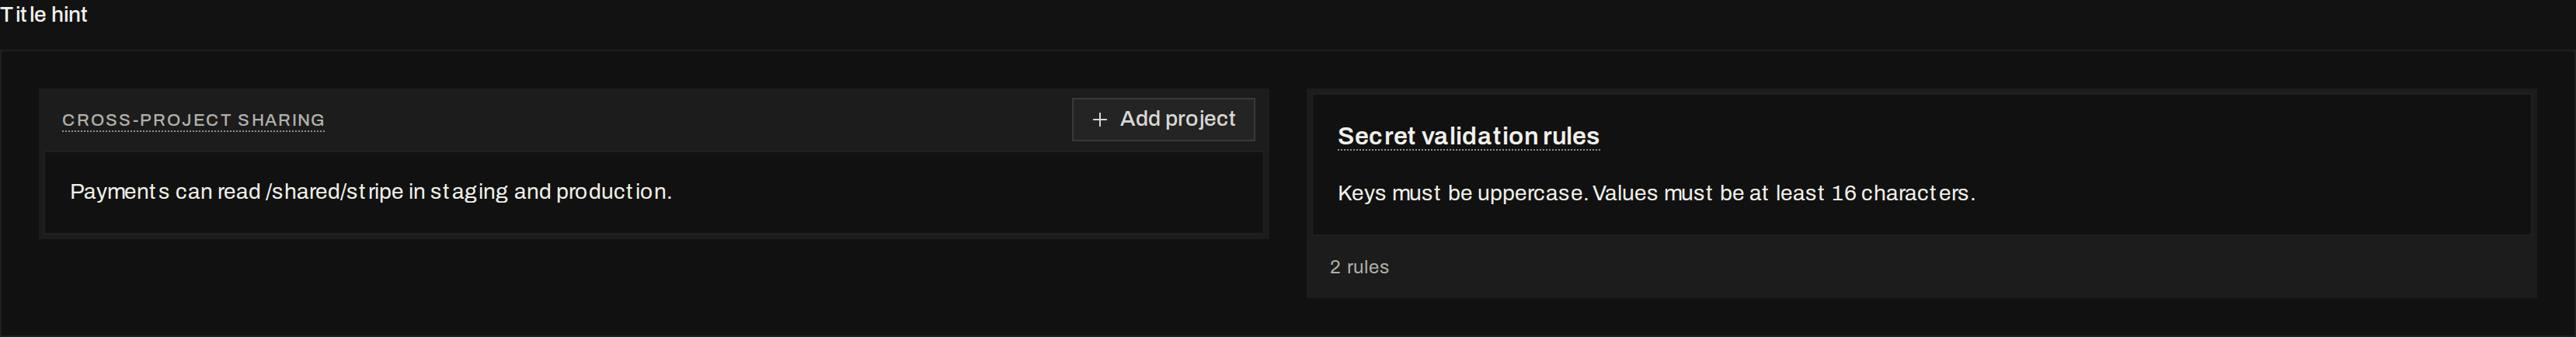 Title hint
CROSS-PROJECT SHARING
+ Add project
Payments can read /shared/stripe in staging and production.
Secret validation rules
Keys must be uppercase. Values must be at least 16 characters.
2 rules